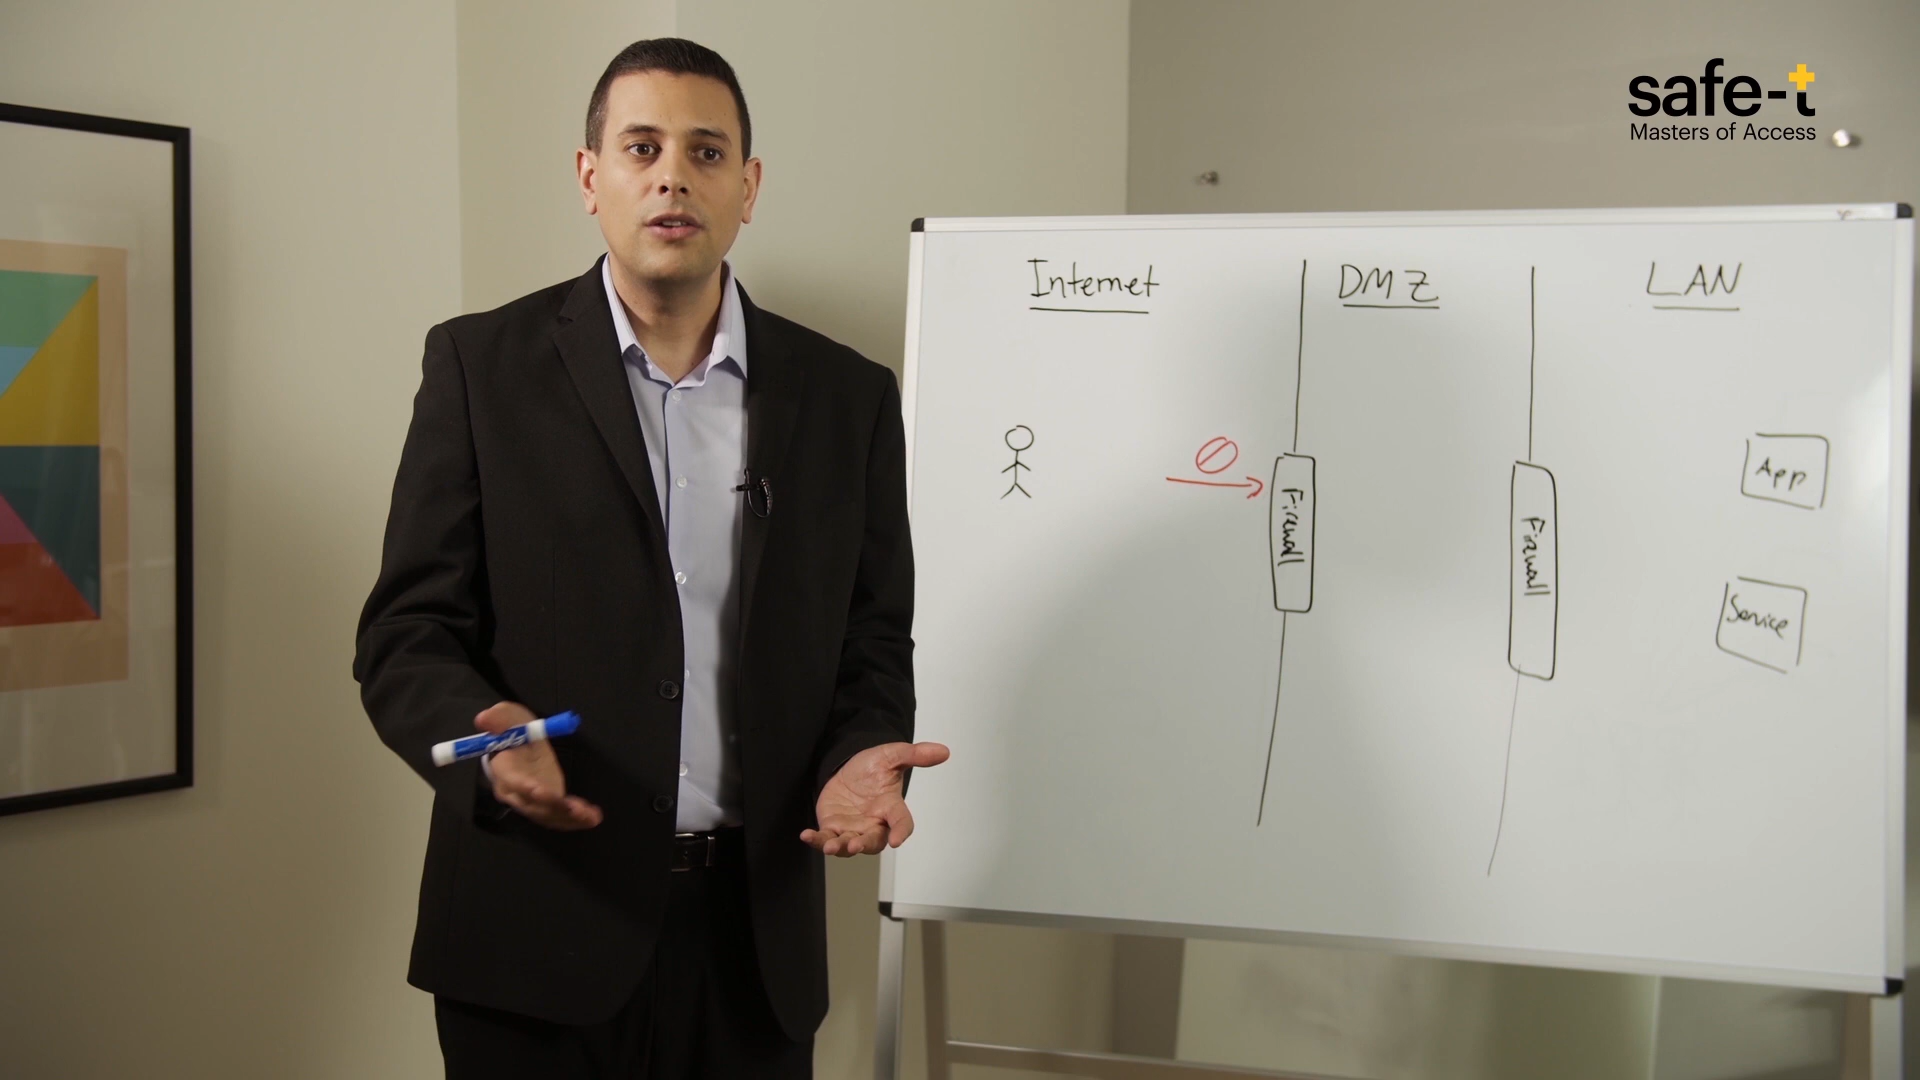 safe-t
Masters of Access
Internet
DMZ
LAN
Firewall
Firewall
App
Service